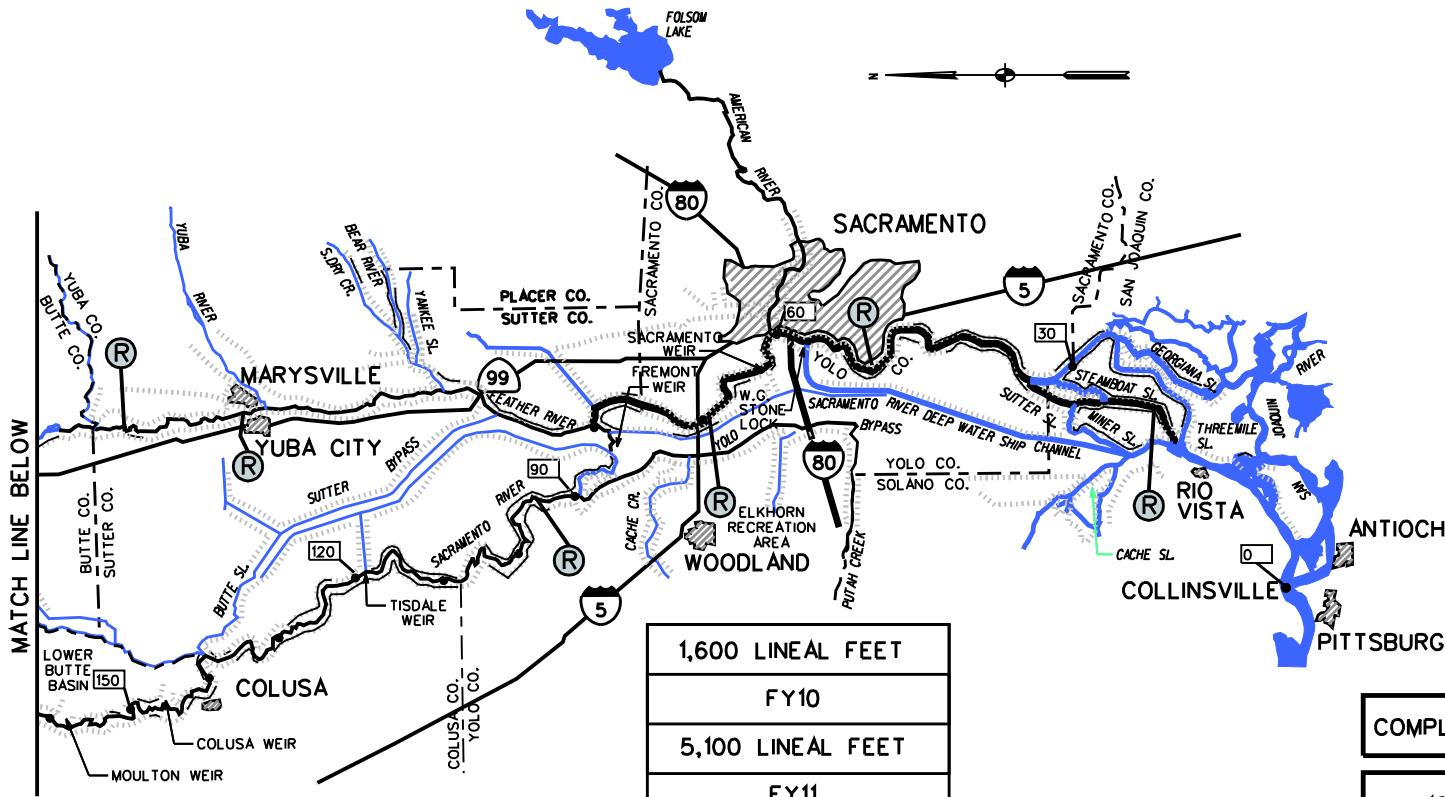 FOLSOM
LAKE
N
AMERICAN
RIVER
80
SACRAMENTO
SACRAMENTO CO.
SACRAMENTO CO.
SAN JOAQUIN CO.
5
YUBA
RIVER
BEAR RIVER
S.DRY CR.
YANKEE SL.
PLACER CO.
SUTTER CO.
YUBA CO.
BUTTE CO.
R
R
60
30
SACRAMENTO
WEIR
FREMONT
WEIR
YOLO
CO.
GEORGIANA SL.
STEAMBOAT SL.
RIVER
MARYSVILLE
99
FEATHER RIVER
W.G.
STONE
LOCK
SACRAMENTO RIVER DEEP WATER SHIP CHANNEL
SUTTER SL.
MINER SL.
THREEMILE
SL.
JOAQUIN
SAN
YUBA CITY
R
BYPASS
SUTTER
YOLO
BYPASS
80
YOLO CO.
SOLANO CO.
90
RIVER
SACRAMENTO
R
R
R
RIO
VISTA
CACHE CR.
ELKHORN
RECREATION
AREA
WOODLAND
PUTAH CREEK
CACHE SL.
ANTIOCH
0
COLLINSVILLE
PITTSBURG
MATCH LINE BELOW
BUTTE CO.
SUTTER CO.
120
BUTTE SL.
TISDALE
WEIR
5
LOWER
BUTTE
BASIN
150
COLUSA
COLUSA CO.
YOLO CO.
COLUSA WEIR
MOULTON WEIR
1,600 LINEAL FEET
FY10
5,100 LINEAL FEET
FY11
COMPL